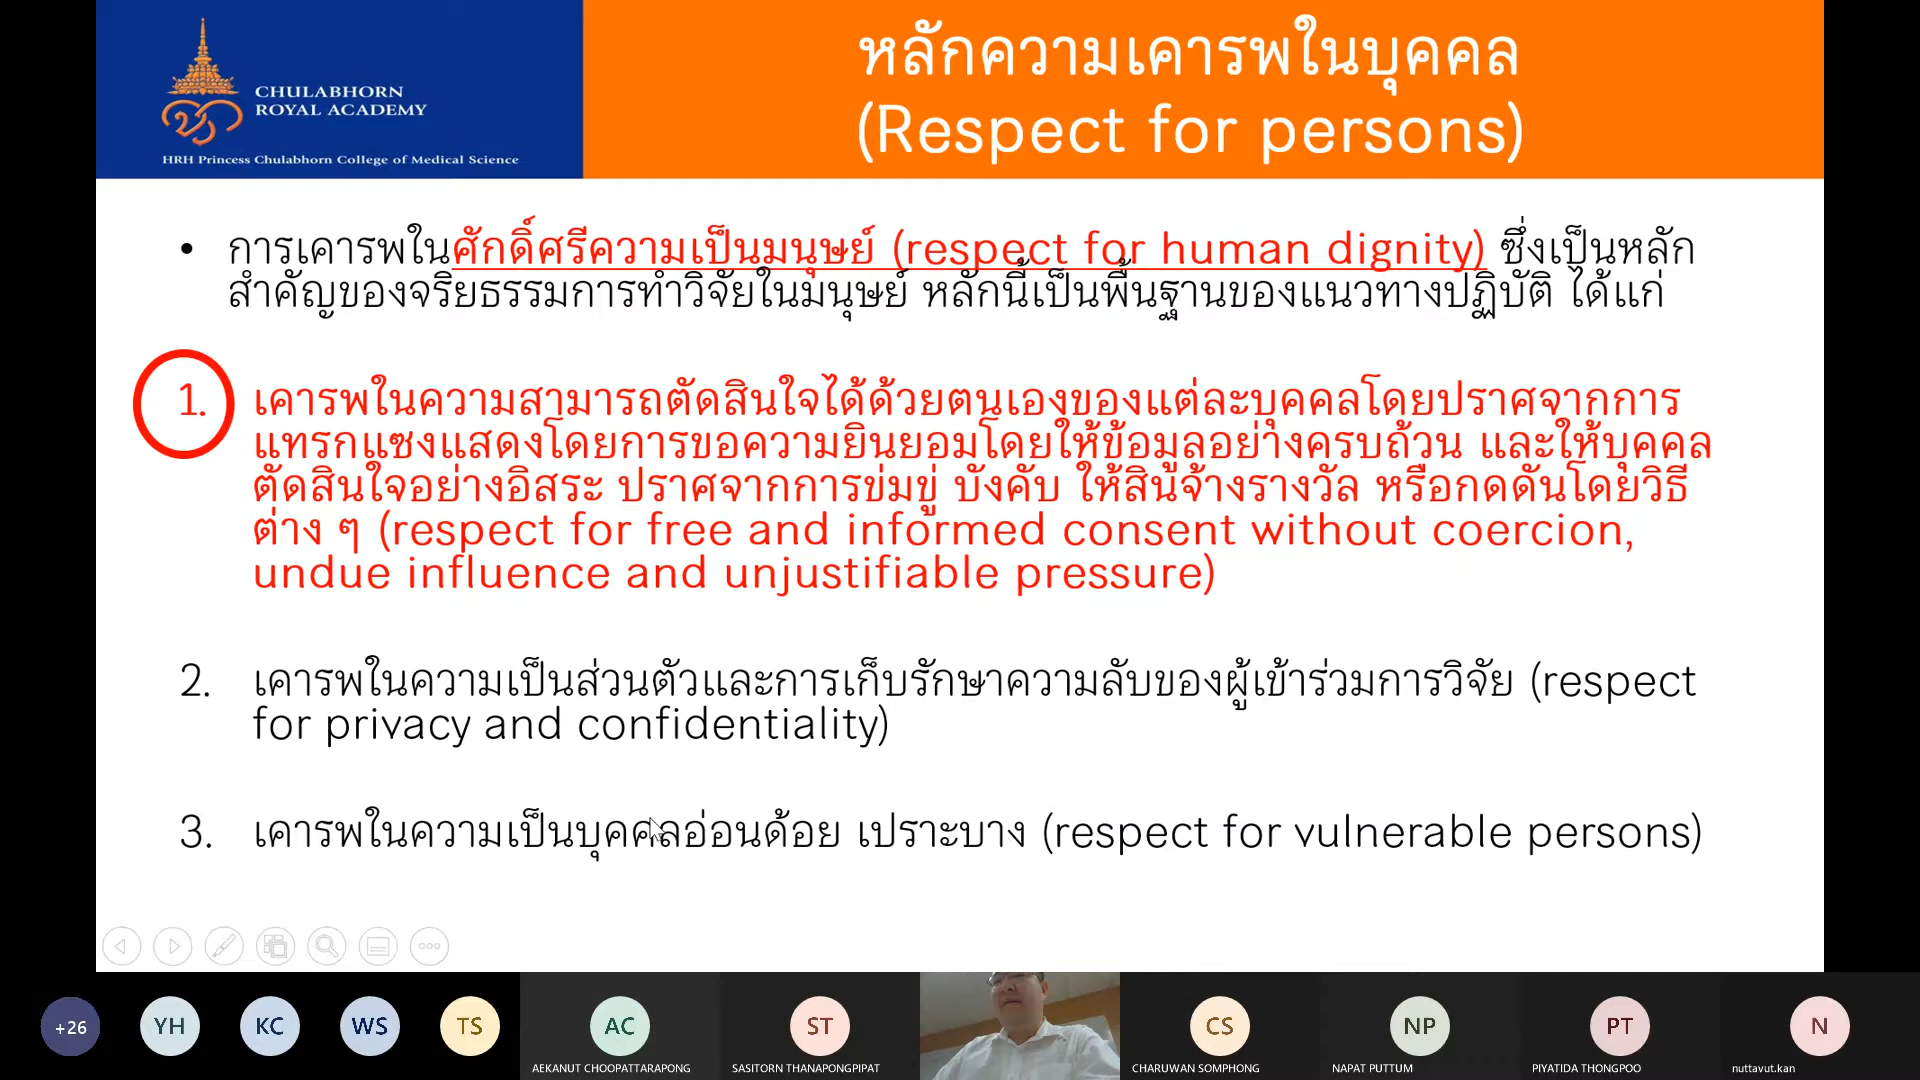 CHULABHORN
ROYAL ACADEMY
HRH Princess Chulabhorn College of Medical Science
หลักความเคารพในบุคคล
(Respect for persons)
• การเคารพในศักดิ์ศรีความเป็นมนุษย์ (respect for human dignity) ซึ่งเป็นหลัก
สำคัญของจริยธรรมการทำวิจัยในมนุษย์ หลักนี้เป็นพื้นฐานของแนวทางปฏิบัติ ได้แก่
1. เคารพในความสามารถตัดสินใจได้ด้วยตนเองของแต่ละบุคคลโดยปราศจากการ
แทรกแซงแสดงโดยการขอความยินยอมโดยให้ข้อมูลอย่างครบถ้วน และให้บุคคล
ตัดสินใจอย่างอิสระ ปราศจากการข่มขู่ บังคับ ให้สินจ้างรางวัล หรือกดดันโดยวิธี
ต่าง ๆ (respect for free and informed consent without coercion,
undue influence and unjustifiable pressure)
2. เคารพในความเป็นส่วนตัวและการเก็บรักษาความลับของผู้เข้าร่วมการวิจัย (respect
for privacy and confidentiality)
3. เคารพในความเป็นบุคคลอ่อนด้อย เปราะบาง (respect for vulnerable persons)
+26 YH KC WS TS AC ST CS NP PT N
AEKANUT CHOOPATTARAPONG SASITORN THANAPONGPIPAT CHARUWAN SOMPHONG NAPAT PUTTUM PIYATIDA THONGPOO nuttavut.kan